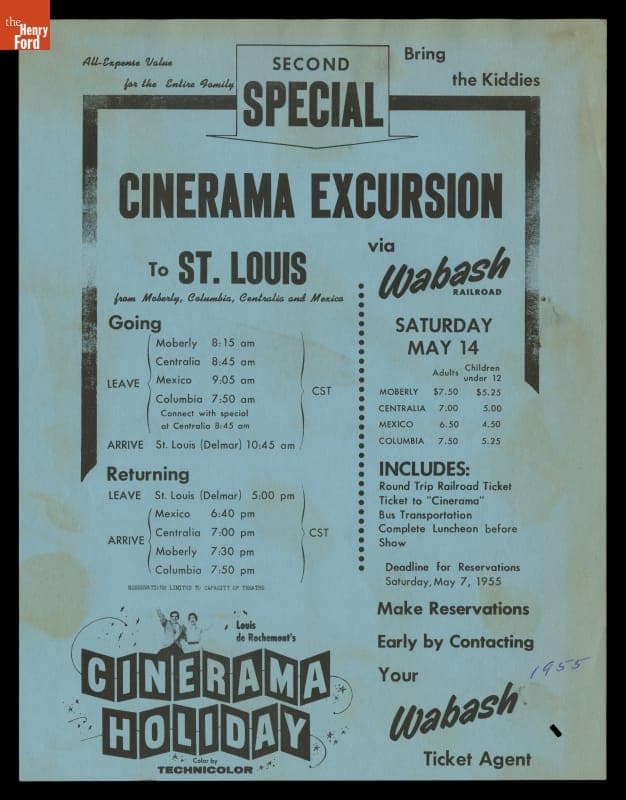 the
Henry
Ford
All-Expense Value
for the Entire Family
SECOND
SPECIAL
Bring
the Kiddies
CINERAMA EXCURSION
To ST. LOUIS
from Moberly, Columbia, Centralia and Mexico
via
Wabash
RAILROAD
Going
LEAVE
Moberly 8:15 am
Centralia 8:45 am
Mexico 9:05 am
Columbia 7:50 am
Connect with special
at Centralia 8:45 am
CST
ARRIVE St. Louis (Delmar) 10:45 am
Returning
LEAVE St. Louis (Delmar) 5:00 pm
ARRIVE
Mexico 6:40 pm
Centralia 7:00 pm
Moberly 7:30 pm
Columbia 7:50 pm
CST
RESERVATIONS LIMITED TO CAPACITY OF THEATRE
SATURDAY
MAY 14
Adults Children under 12
MOBERLY $7.50 $5.25
CENTRALIA 7.00 5.00
MEXICO 6.50 4.50
COLUMBIA 7.50 5.25
INCLUDES:
Round Trip Railroad Ticket
Ticket to "Cinerama"
Bus Transportation
Complete Luncheon before
Show
Deadline for Reservations
Saturday, May 7, 1955
Make Reservations
Early by Contacting
Your
Wabash
Ticket Agent
1955
Louis
de Rochemont's
CINERAMA
HOLIDAY
Color by
TECHNICOLOR